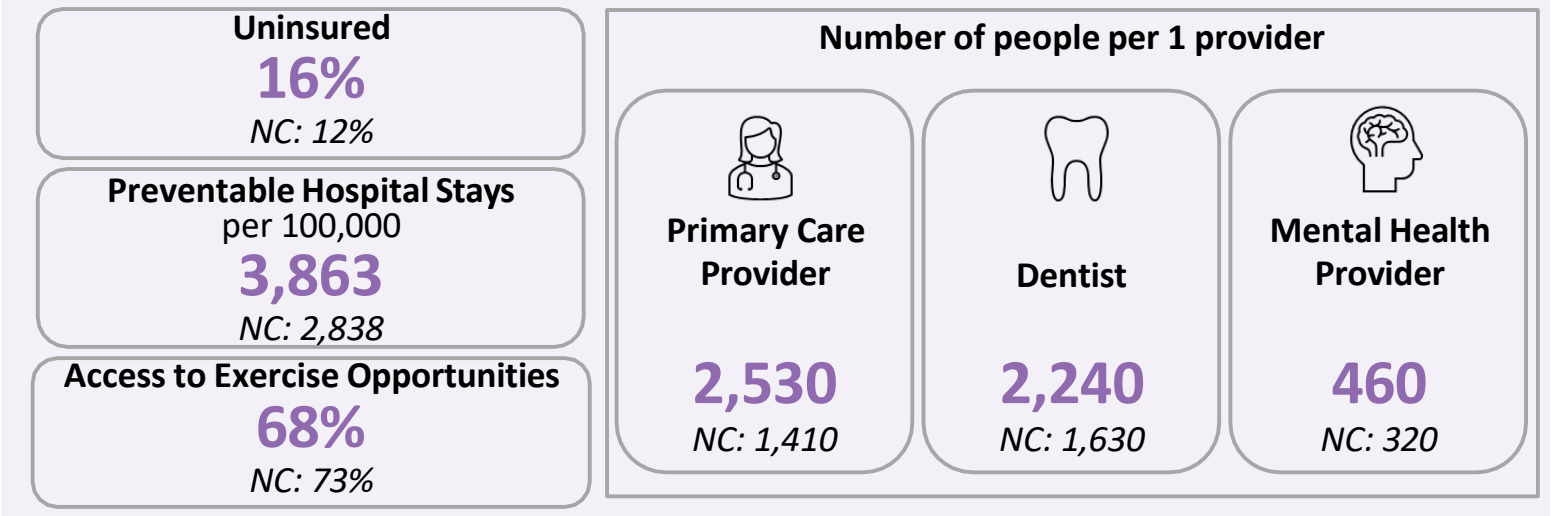 Uninsured
16%
NC: 12%
Preventable Hospital Stays
per 100,000
3,863
NC: 2,838
Access to Exercise Opportunities
68%
NC: 73%
Number of people per 1 provider
Primary Care
Provider
2,530
NC: 1,410
Dentist
2,240
NC: 1,630
Mental Health
Provider
460
NC: 320